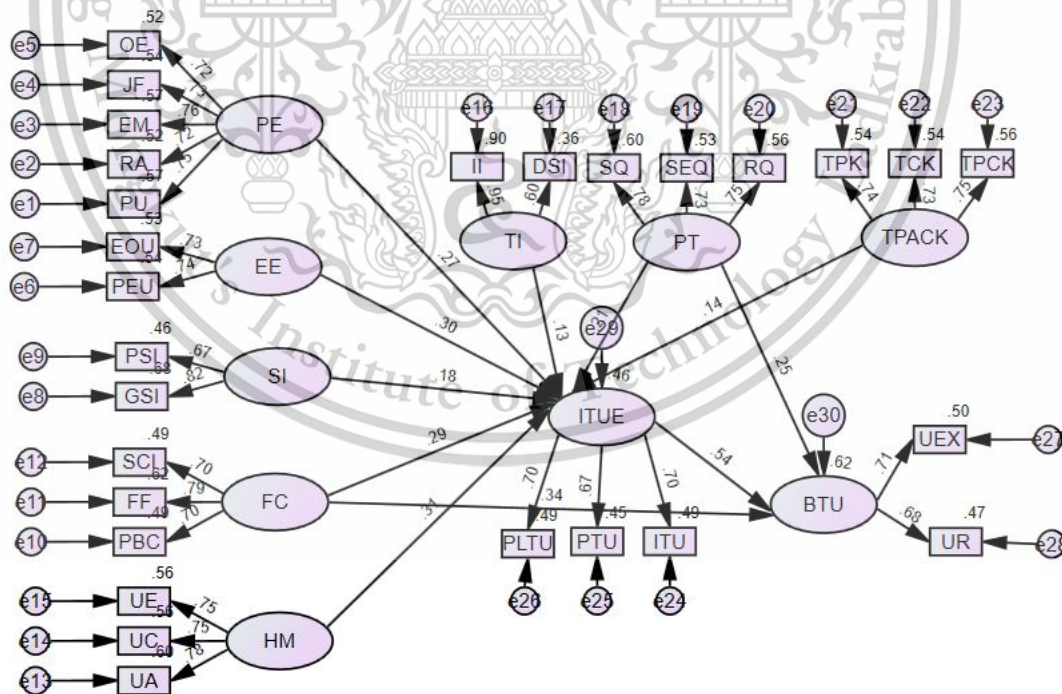 .52
e5 OE
.72
.54
e4 JF
.73
.57
e3 EM
.76
.52
e2 RA
.72
.57
e1 PU
PE
.53
e7 EOU
.73
.54
e6 PEU
.74
EE
.46
e9 PSI
.67
.68
e8 GSI
.82
SI
.49
e12 SCI
.70
.62
e11 FF
.79
.49
e10 PBC
.70
FC
.56
e15 UE
.75
.56
e14 UC
.75
.60
e13 UA
.78
HM
e16 e17 e18 e19 e20
.90 .36 .60 .53 .56
II DSI SQ SEQ RQ
.95 .60 .78 .73 .75
TI PT
e21 e22 e23
.54 .54 .56
TPK TCK TPCK
.74 .73 .75
TPACK
.27
.30
.18
.29
.31
.13
.14
.25
e29
.46
ITUE
.54
.34
.70 .67 .70
.49 .45 .49
PLTU PTU ITU
e26 e25 e24
e30
.62
BTU
.50
.71 UEX e27
.47
.68 UR e28
Institute of Technology Ladkrab